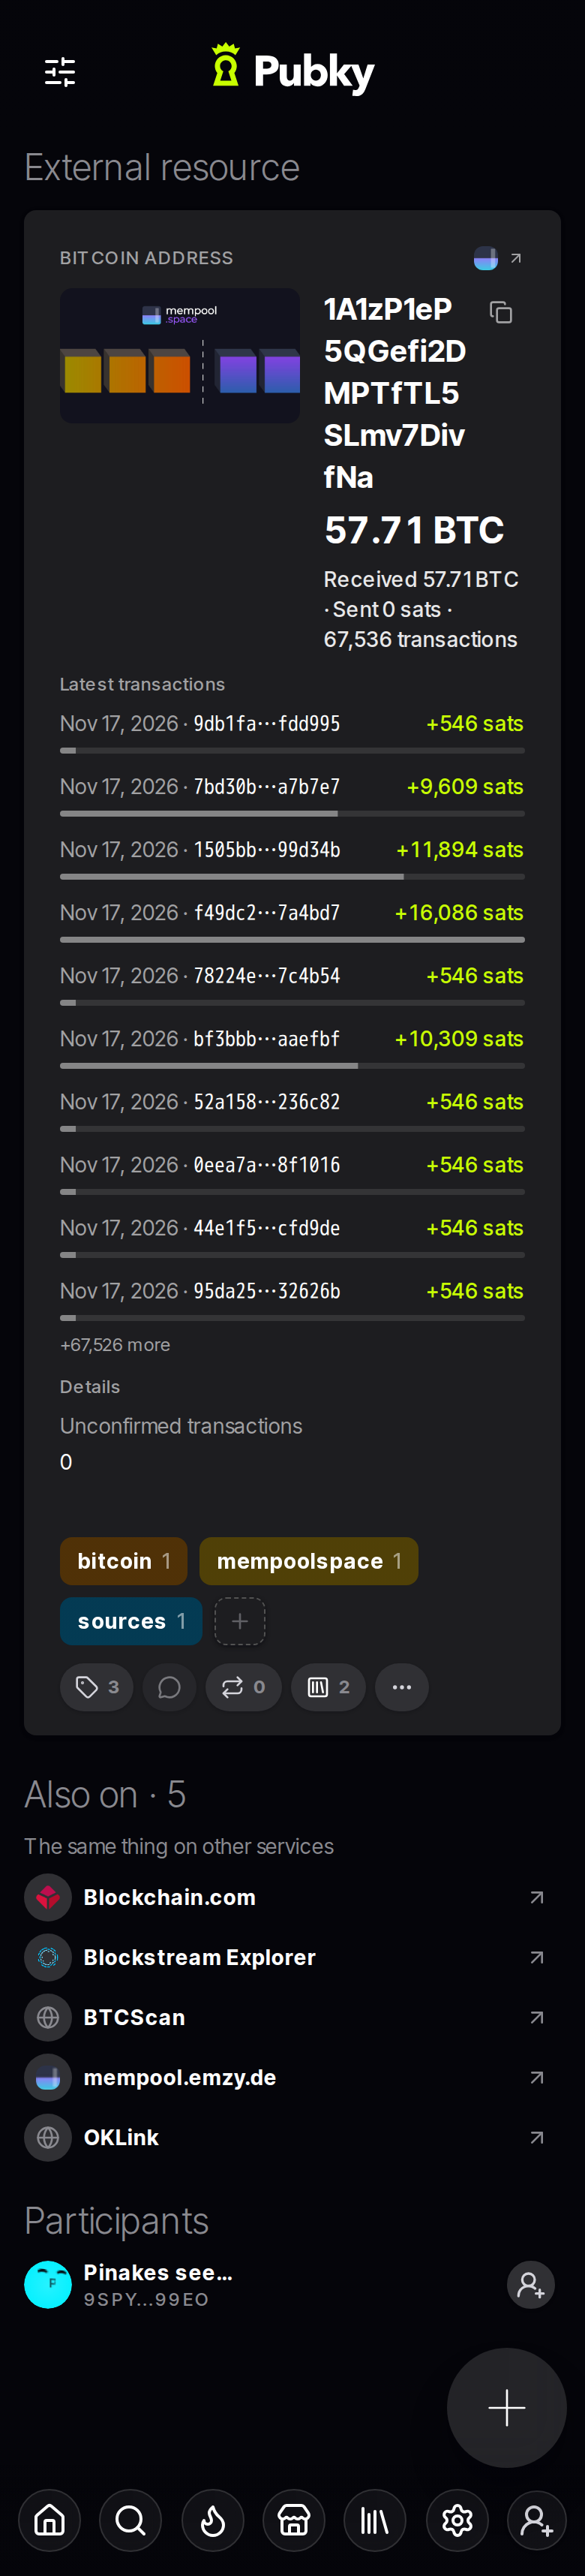 Pubky
External resource
BITCOIN ADDRESS
mempool
.space
1A1zP1eP
5QGefi2D
MPTfTL5
SLmv7Div
fNa
57.71 BTC
Received 57.71 BTC
· Sent 0 sats ·
67,536 transactions
Latest transactions
Nov 17, 2026 · 9db1fa···fdd995 +546 sats
Nov 17, 2026 · 7bd30b···a7b7e7 +9,609 sats
Nov 17, 2026 · 1505bb···99d34b +11,894 sats
Nov 17, 2026 · f49dc2···7a4bd7 +16,086 sats
Nov 17, 2026 · 78224e···7c4b54 +546 sats
Nov 17, 2026 · bf3bbb···aaefbf +10,309 sats
Nov 17, 2026 · 52a158···236c82 +546 sats
Nov 17, 2026 · 0eea7a···8f1016 +546 sats
Nov 17, 2026 · 44e1f5···cfd9de +546 sats
Nov 17, 2026 · 95da25···32626b +546 sats
+67,526 more
Details
Unconfirmed transactions
0
bitcoin 1 mempoolspace 1
sources 1
3 0 2
Also on · 5
The same thing on other services
Blockchain.com
Blockstream Explorer
BTCScan
mempool.emzy.de
OKLink
Participants
P
Pinakes see...
9SPY...99EO